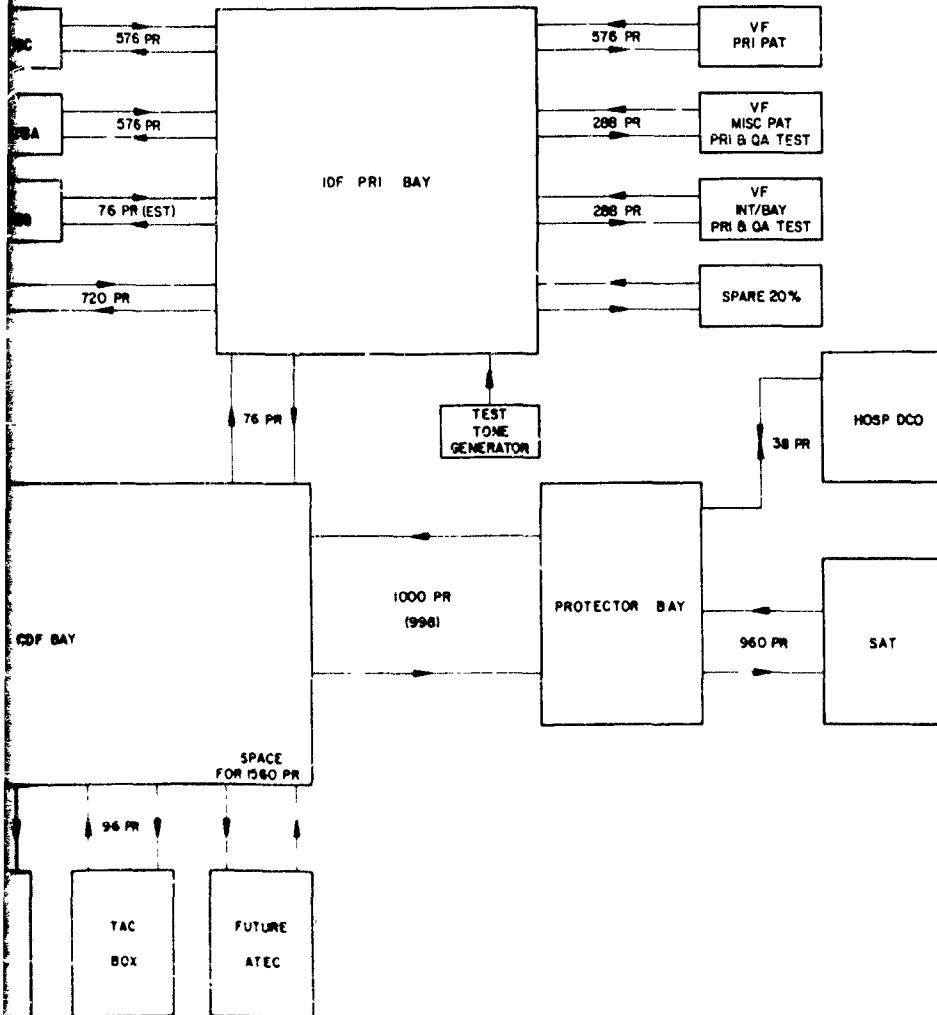 576 PR
576 PR
VF
PRI PAT
576 PR
288 PR
VF
MISC PAT
PRI & QA TEST
IDF PRI BAY
76 PR (EST)
288 PR
VF
INT/BAY
PRI & QA TEST
720 PR
SPARE 20%
76 PR
TEST
TONE
GENERATOR
38 PR
HOSP DCO
CDF BAY
1000 PR
(998)
PROTECTOR BAY
960 PR
SAT
SPACE
FOR 1560 PR
96 PR
TAC
BOX
FUTURE
ATEC